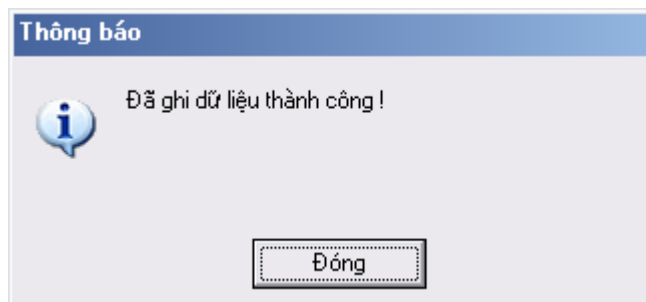 Thông báo
Đã ghi dữ liệu thành công !
Đóng